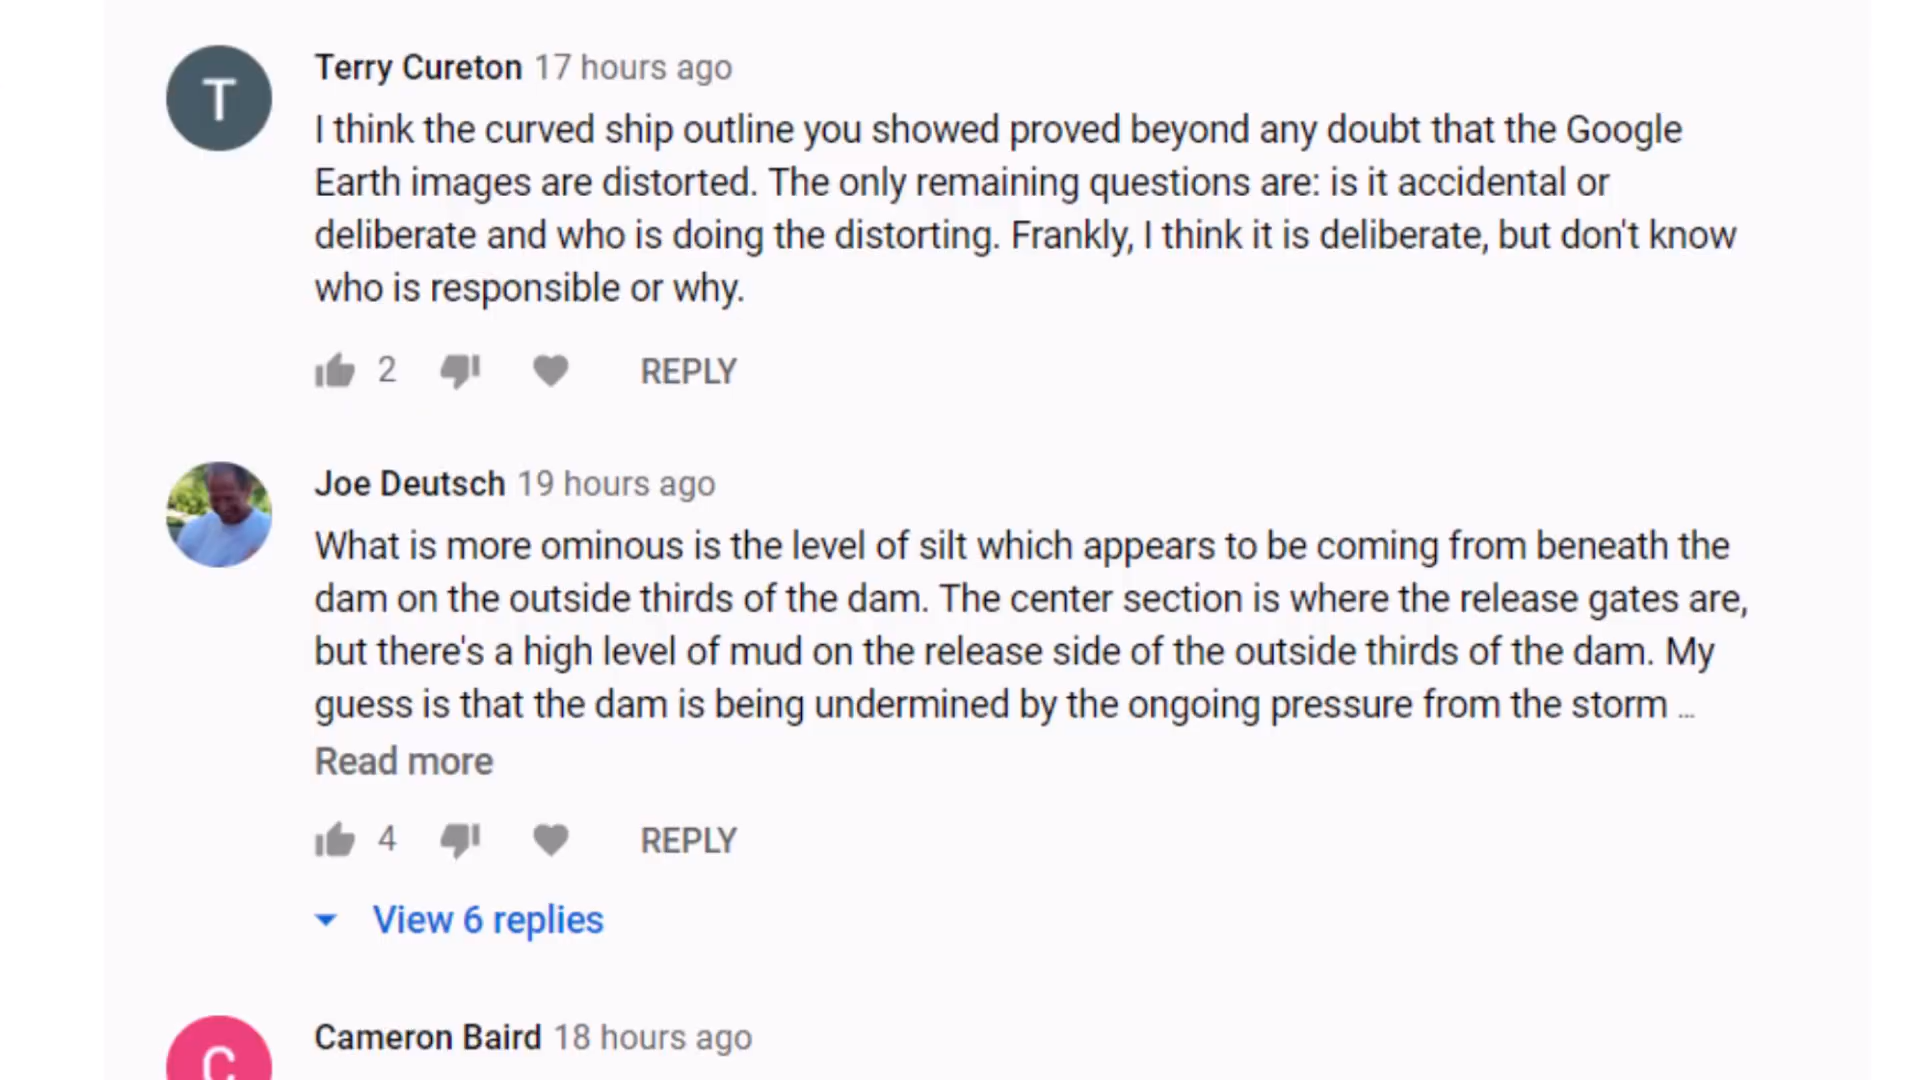 T
Terry Cureton 17 hours ago
I think the curved ship outline you showed proved beyond any doubt that the Google
Earth images are distorted. The only remaining questions are: is it accidental or
deliberate and who is doing the distorting. Frankly, I think it is deliberate, but don't know
who is responsible or why.
2 REPLY
Joe Deutsch 19 hours ago
What is more ominous is the level of silt which appears to be coming from beneath the
dam on the outside thirds of the dam. The center section is where the release gates are,
but there's a high level of mud on the release side of the outside thirds of the dam. My
guess is that the dam is being undermined by the ongoing pressure from the storm ...
Read more
4 REPLY
View 6 replies
C
Cameron Baird 18 hours ago